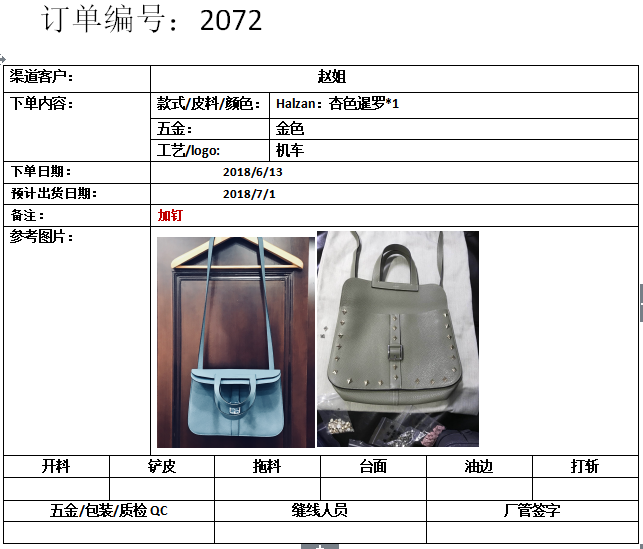 订单编号：2072
渠道客户： 赵姐
下单内容： 款式/皮料/颜色： Halzan：杏色暹罗*1
五金： 金色
工艺/logo: 机车
下单日期： 2018/6/13
预计出货日期： 2018/7/1
备注： 加钉
参考图片：
开料 铲皮 拖料 台面 油边 打斩
五金/包装/质检 QC 缝线人员 厂管签字